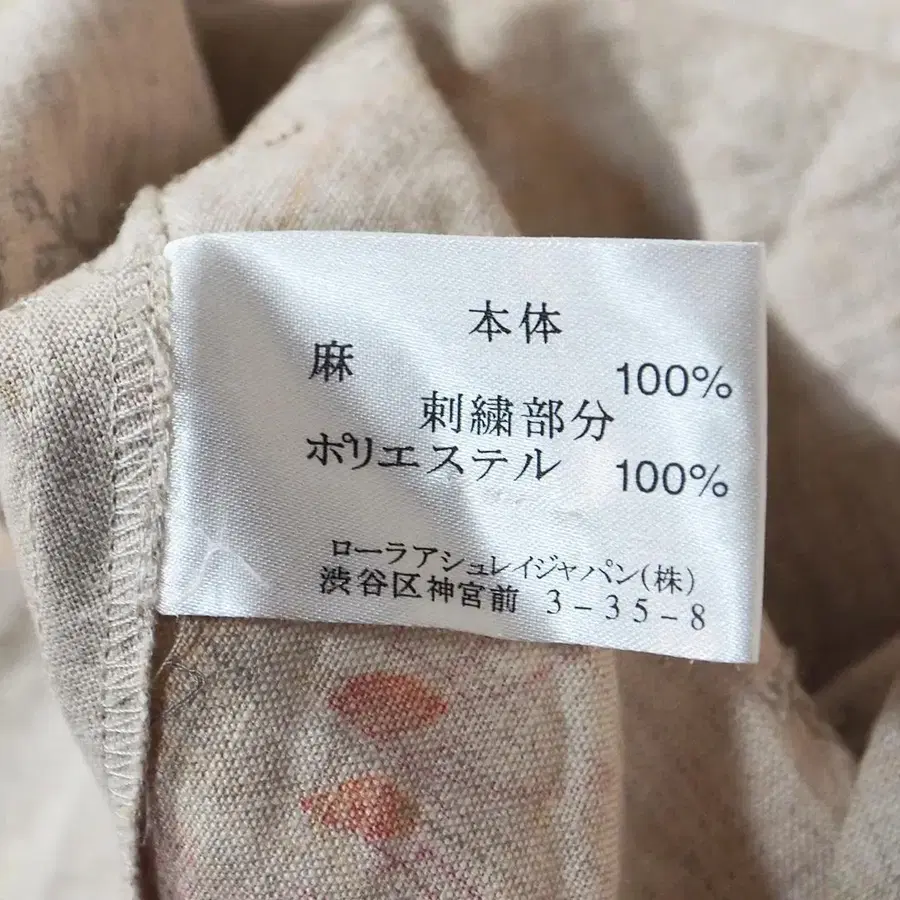 本体
麻 100%
刺繍部分
ポリエステル 100%
ローラアシュレイジャパン(株)
渋谷区神宮前 3-35-8